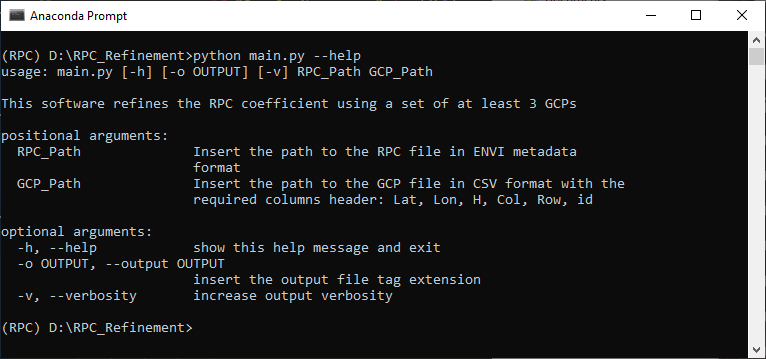 Anaconda Prompt
(RPC) D:\RPC_Refinement>python main.py --help
usage: main.py [-h] [-o OUTPUT] [-v] RPC_Path GCP_Path
This software refines the RPC coefficient using a set of at least 3 GCPs
positional arguments:
RPC_Path Insert the path to the RPC file in ENVI metadata
format
GCP_Path Insert the path to the GCP file in CSV format with the
required columns header: Lat, Lon, H, Col, Row, id
optional arguments:
-h, --help show this help message and exit
-o OUTPUT, --output OUTPUT
insert the output file tag extension
-v, --verbosity increase output verbosity
(RPC) D:\RPC_Refinement>